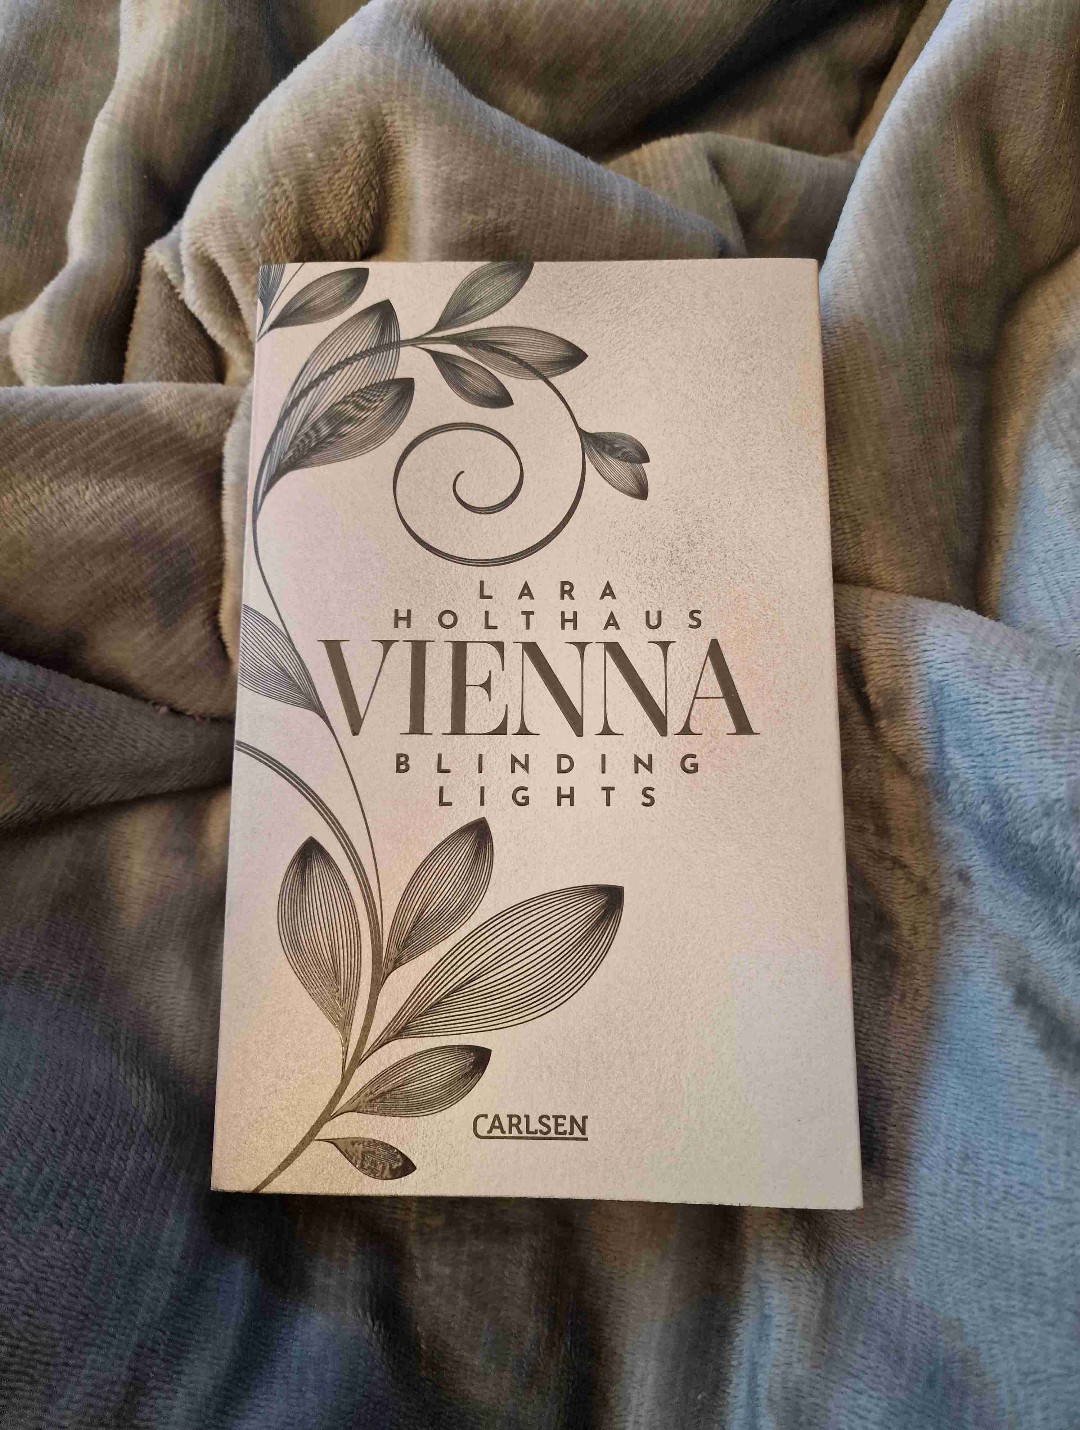 LARA
HOLTHAUS
VIENNA
BLINDING
LIGHTS
CARLSEN